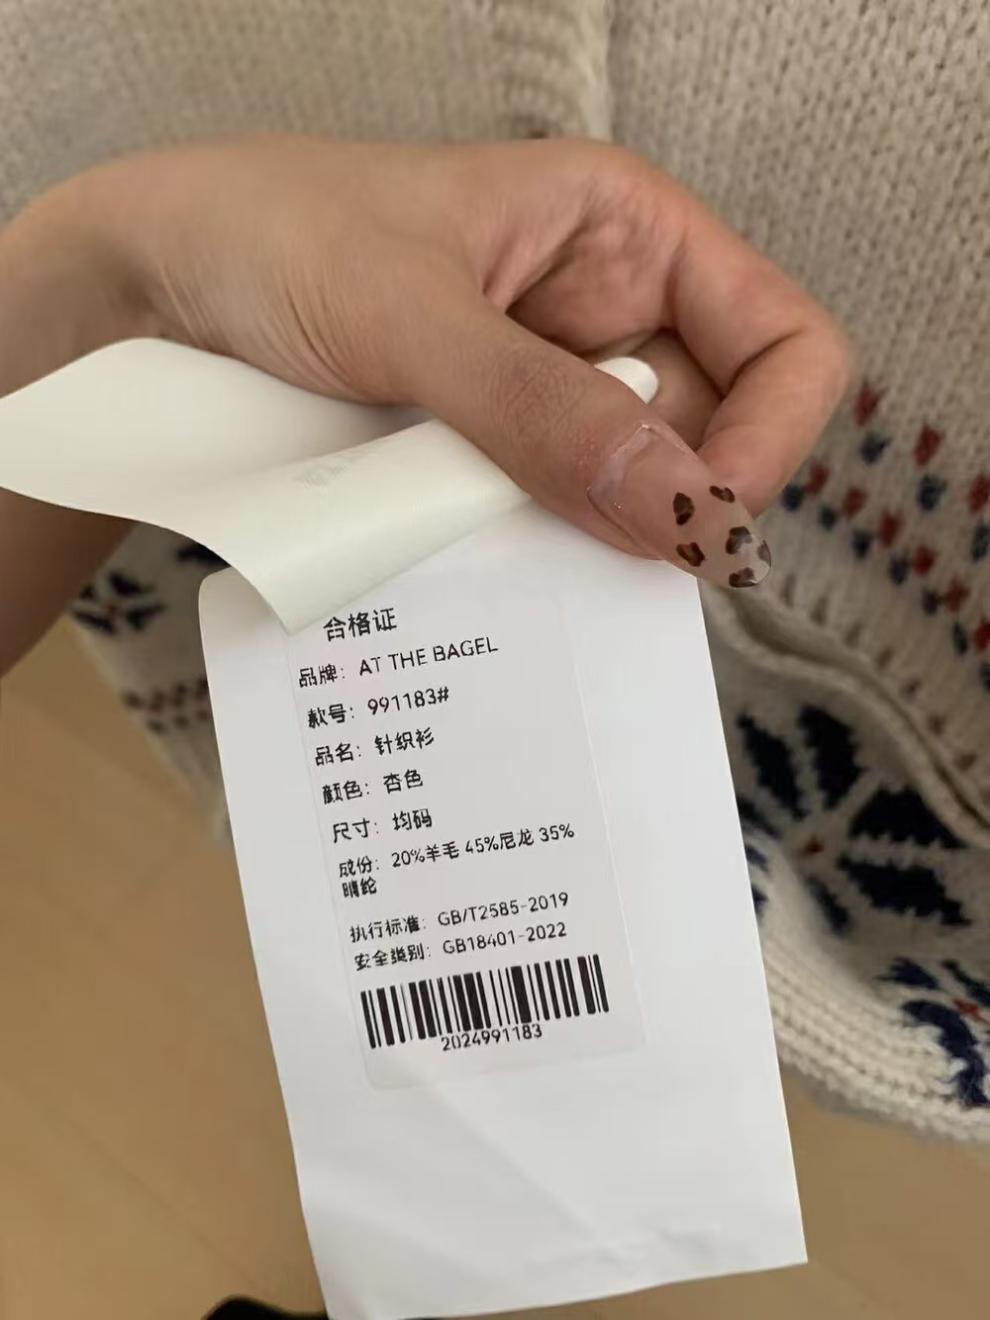 合格证
品牌：AT THE BAGEL
款号：991183#
品名：针织衫
颜色：杏色
尺寸：均码
成份：20%羊毛 45%尼龙 35%
晴纶
执行标准：GB/T2585-2019
安全类别：GB18401-2022
2024991183